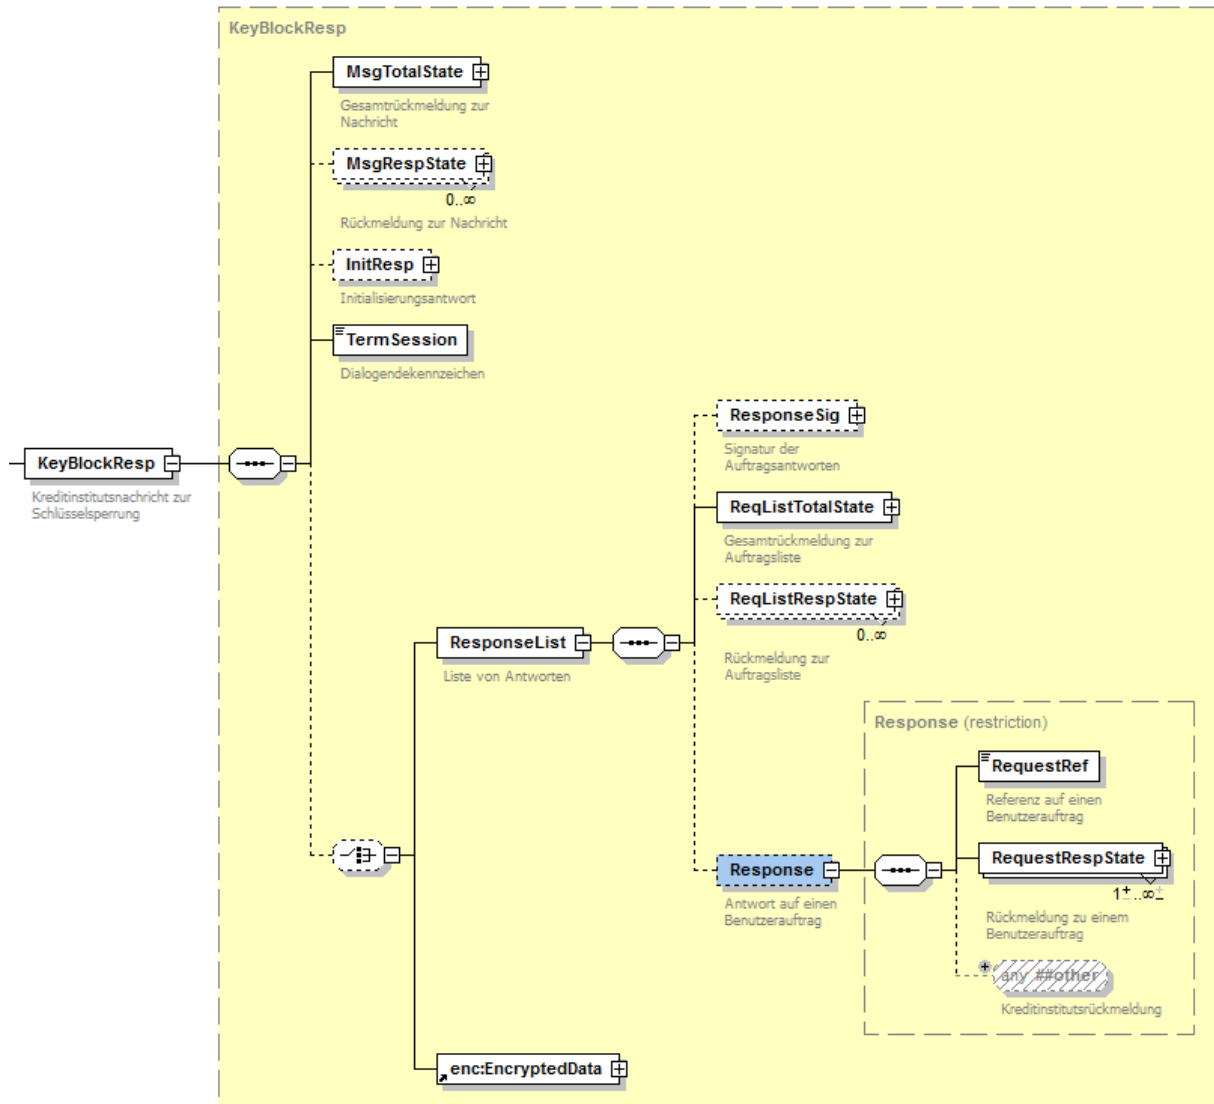 KeyBlockResp
MsgTotalState
Gesamtrückmeldung zur
Nachricht
MsgRespState
0..∞
Rückmeldung zur Nachricht
InitResp
Initialisierungsantwort
TermSession
Dialogendekennzeichen
KeyBlockResp
Kreditinstitutsnachricht zur
Schlüsselsperrung
ResponseSig
Signatur der
Auftragsantworten
ReqListTotalState
Gesamtrückmeldung zur
Auftragsliste
ReqListRespState
0..∞
Rückmeldung zur
Auftragsliste
ResponseList
Liste von Antworten
Response (restriction)
RequestRef
Referenz auf einen
Benutzerauftrag
RequestRespState
1..∞
Rückmeldung zu einem
Benutzerauftrag
Response
Antwort auf einen
Benutzerauftrag
any ##other
Kreditinstitutsrückmeldung
enc:EncryptedData